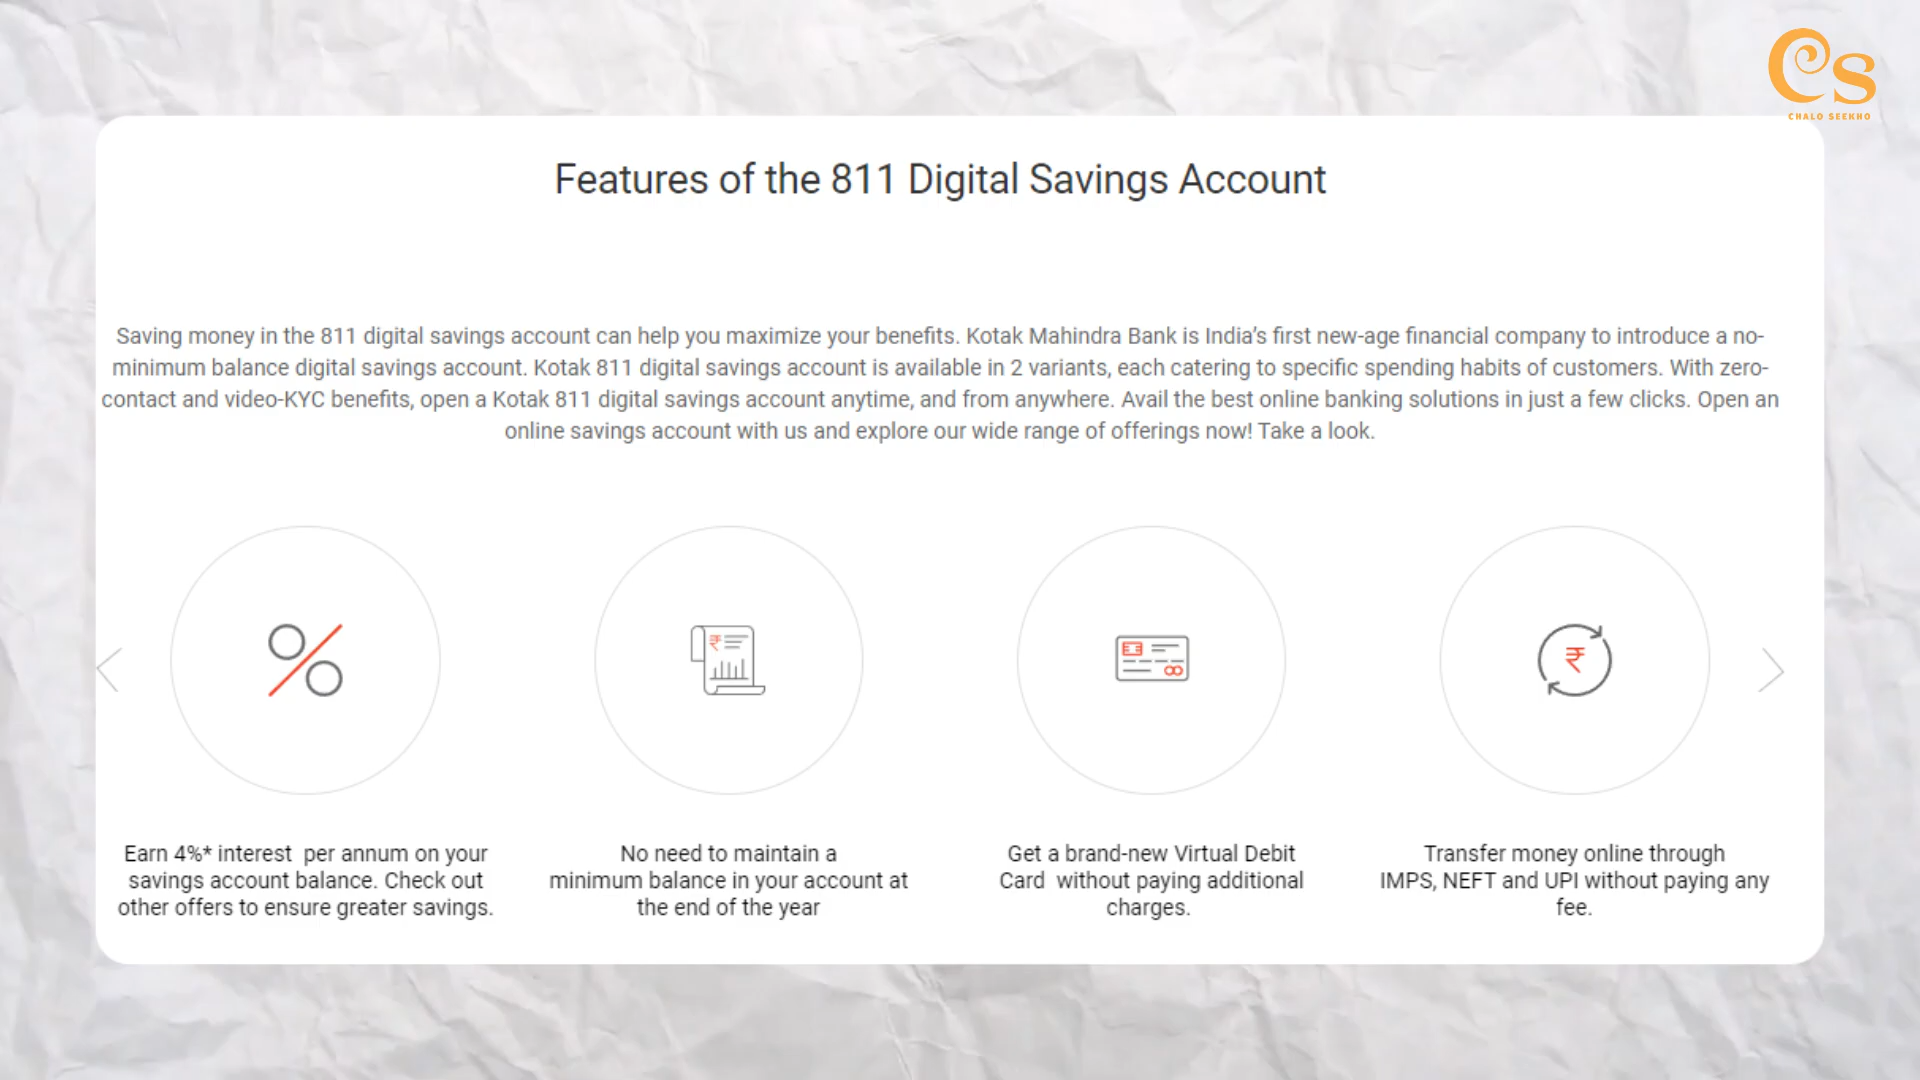 CS
CHALO SEEKHO
Features of the 811 Digital Savings Account
Saving money in the 811 digital savings account can help you maximize your benefits. Kotak Mahindra Bank is India's first new-age financial company to introduce a no-
minimum balance digital savings account. Kotak 811 digital savings account is available in 2 variants, each catering to specific spending habits of customers. With zero-
contact and video-KYC benefits, open a Kotak 811 digital savings account anytime, and from anywhere. Avail the best online banking solutions in just a few clicks. Open an
online savings account with us and explore our wide range of offerings now! Take a look.
Earn 4%* interest  per annum on your
savings account balance. Check out
other offers to ensure greater savings.
No need to maintain a
minimum balance in your account at
the end of the year
Get a brand-new Virtual Debit
Card  without paying additional
charges.
Transfer money online through
IMPS, NEFT and UPI without paying any
fee.